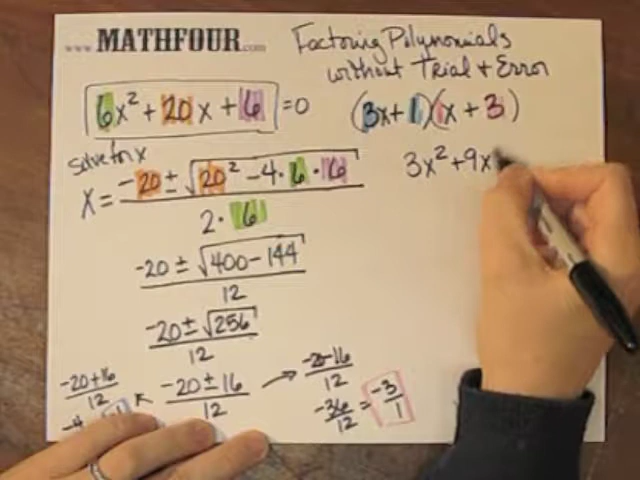 www.MATHFOUR.com
Factoring Polynomials
without Trial + Error
6x² + 20x + 6 = 0
(3x + 1)(1x + 3)
solve for x
3x² + 9x
x = -20 ± √20² - 4·6·6
2·6
-20 ± √400 - 144
12
-20 ± √256
12
-20 + 16
12
-20 ± 16
12
-20 - 16
12
-4
-36
12
= -3
1